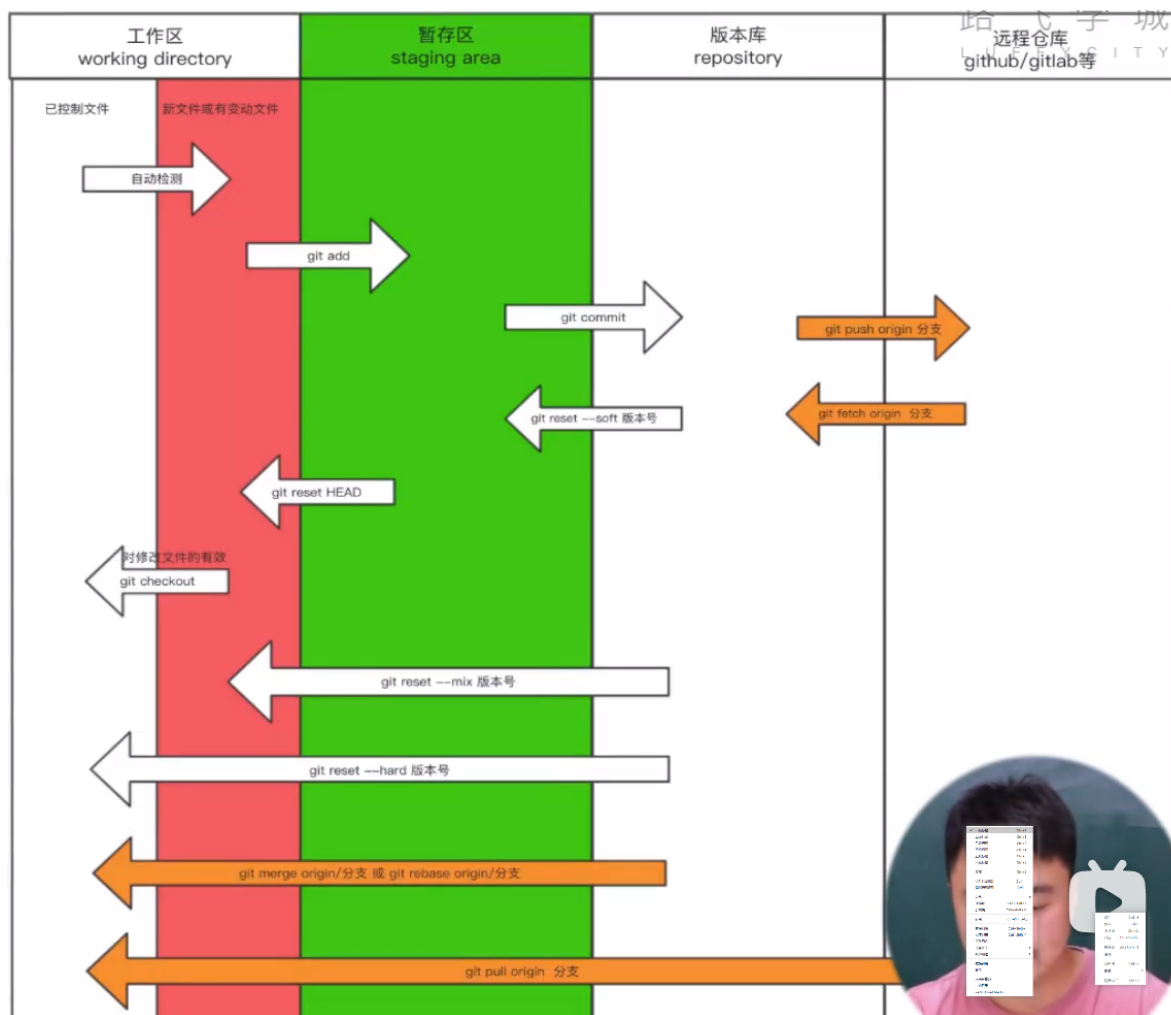 工作区
working directory
暂存区
staging area
版本库
repository
远程仓库
github/gitlab等
LUFFYCITY
已控制文件
新文件或有变动文件
自动检测
git add
git commit
git push origin 分支
git reset --soft 版本号
git fetch origin 分支
git reset HEAD
对修改文件的有效
git checkout
git reset --mix 版本号
git reset --hard 版本号
git merge origin/分支 或 git rebase origin/分支
git pull origin 分支